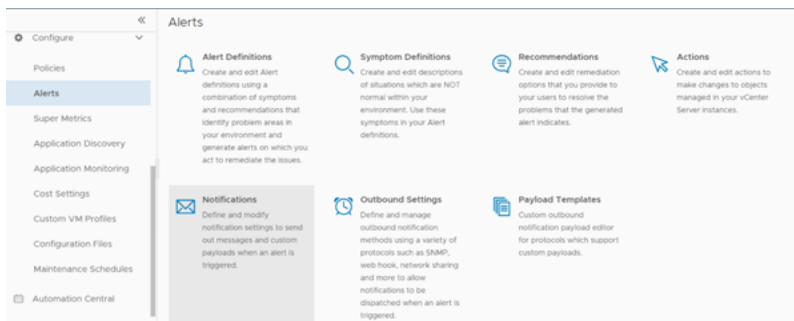 «
Alerts
Configure
Policies
Alerts
Super Metrics
Application Discovery
Application Monitoring
Cost Settings
Custom VM Profiles
Configuration Files
Maintenance Schedules
Automation Central
Alert Definitions
Create and edit Alert
definitions using a
combination of symptoms
and recommendations that
identify problem areas in
your environment and
generate alerts on which you
act to remediate the issues.
Symptom Definitions
Create and edit descriptions
of situations which are NOT
normal within your
environment. Use these
symptoms in your Alert
definitions.
Recommendations
Create and edit remediation
options that you provide to
your users to resolve the
problems that the generated
alert indicates.
Actions
Create and edit actions to
make changes to objects
managed in your vCenter
Server instances.
Notifications
Define and modify
notification settings to send
out messages and custom
payloads when an alert is
triggered.
Outbound Settings
Define and manage
outbound notification
methods using a variety of
protocols such as SNMP,
web hook, network sharing
and more to allow
notifications to be
dispatched when an alert is
triggered.
Payload Templates
Custom outbound
notification payload editor
for protocols which support
custom payloads.